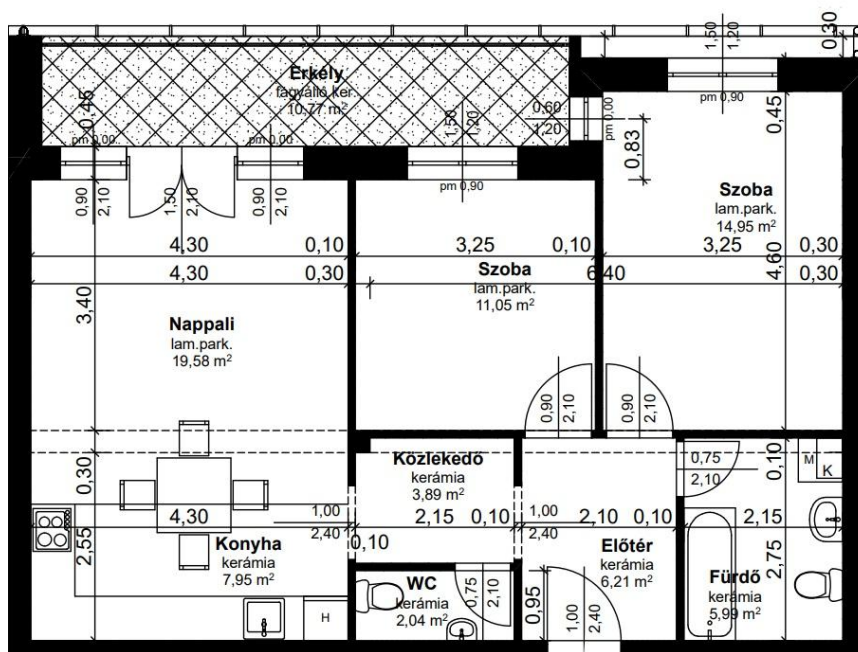 1,50
1,20
0,30
Erkély
fagyálló ker.
10,77 m²
0,45
pm 0,00
pm 0,00
1,50
1,20
pm 0,90
0,60
1,20
pm 0,00
0,83
pm 0,90
0,45
0,90
2,10
1,50
2,10
0,90
2,10
Szoba
lam.park.
14,95 m²
4,30
0,10
3,25
0,10
3,25
0,30
4,30
0,30
6,40
4,60
0,30
Szoba
lam.park.
11,05 m²
3,40
Nappali
lam.park.
19,58 m²
0,90
2,10
0,90
2,10
0,30
Közlekedő
kerámia
3,89 m²
0,75
2,10
0,10
M
K
4,30
1,00
2,40
2,15
0,10
1,00
2,40
2,10
0,10
2,15
2,55
0,10
2,75
Konyha
kerámia
7,95 m²
Előtér
kerámia
6,21 m²
Fürdő
kerámia
5,99 m²
WC
kerámia
2,04 m²
0,75
2,10
0,95
1,00
2,40
H